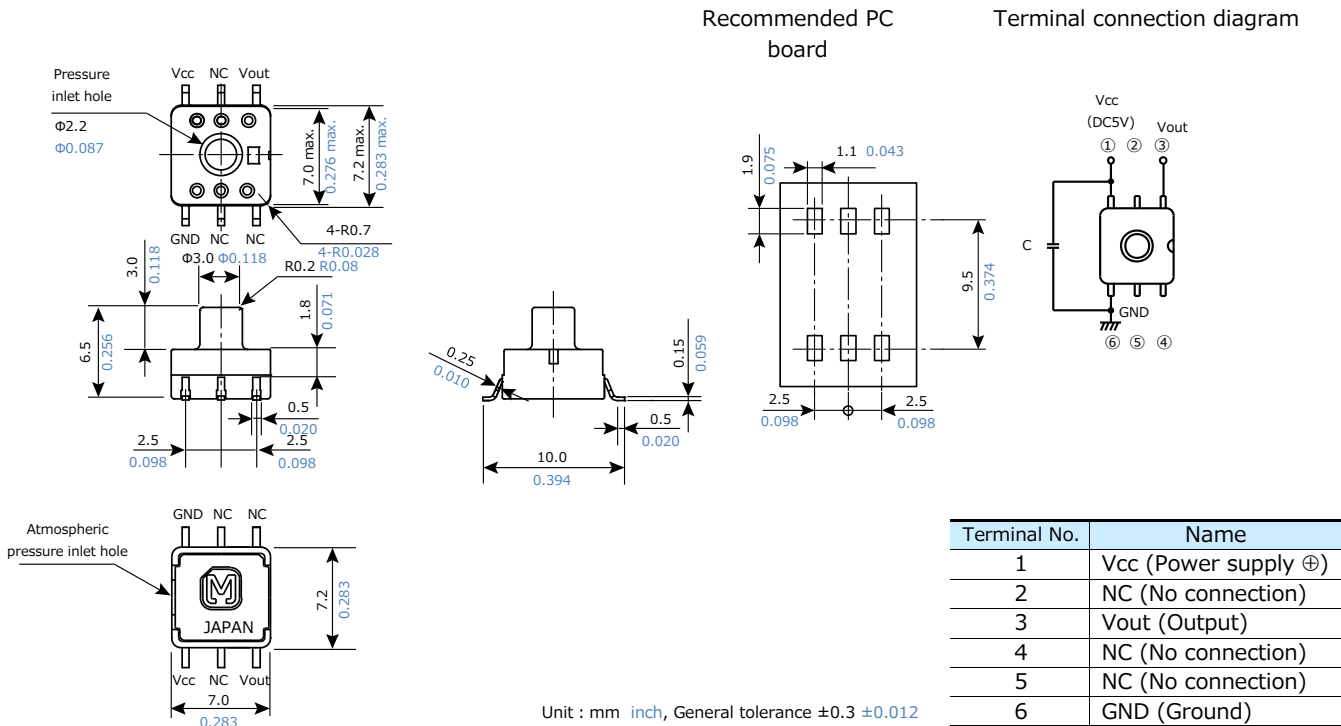 Recommended PC
board
Terminal connection diagram
Pressure
inlet hole
Φ2.2
Φ0.087
Vcc NC Vout
7.0 max.
0.276 max.
7.2 max.
0.283 max.
GND NC NC
4-R0.7
4-R0.028
Φ3.0 Φ0.118
R0.2 R0.08
3.0
0.118
6.5
0.256
1.8
0.071
0.5
0.020
2.5
0.098
2.5
0.098
0.25
0.010
0.15
0.059
0.5
0.020
10.0
0.394
1.9
0.075
1.1 0.043
9.5
0.374
2.5
0.098
2.5
0.098
Vcc
(DC5V)
Vout
① ② ③
C
GND
⑥ ⑤ ④
Atmospheric
pressure inlet hole
GND NC NC
M
JAPAN
7.2
0.283
Vcc NC Vout
7.0
0.283
Unit : mm inch, General tolerance ±0.3 ±0.012
Terminal No. Name
1 Vcc (Power supply ⊕)
2 NC (No connection)
3 Vout (Output)
4 NC (No connection)
5 NC (No connection)
6 GND (Ground)